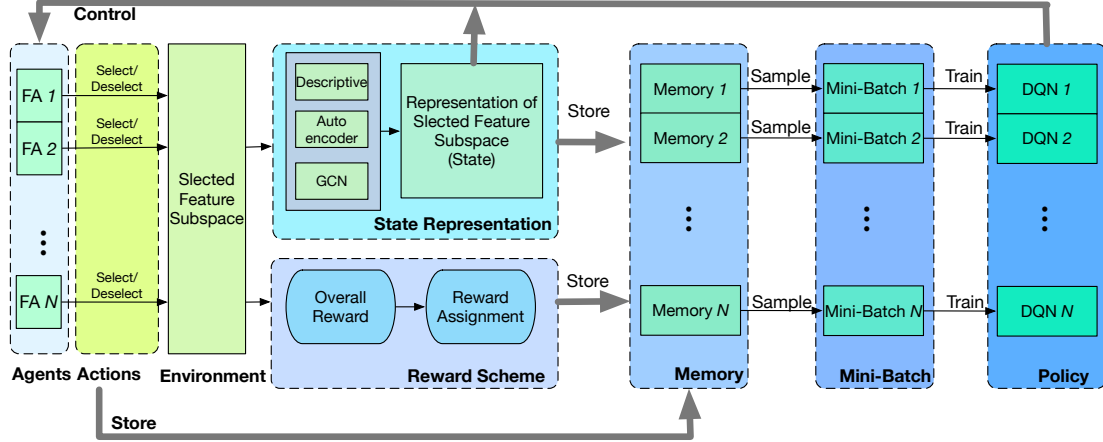 Control
FA 1
FA 2
FA N
Agents
Select/
Deselect
Select/
Deselect
Select/
Deselect
Actions
Slected
Feature
Subspace
Environment
Descriptive
Auto
encoder
GCN
Representation of
Slected Feature
Subspace
(State)
State Representation
Overall
Reward
Reward
Assignment
Reward Scheme
Store
Store
Store
Memory 1
Memory 2
Memory N
Memory
Sample
Sample
Sample
Mini-Batch 1
Mini-Batch 2
Mini-Batch N
Mini-Batch
Train
Train
Train
DQN 1
DQN 2
DQN N
Policy